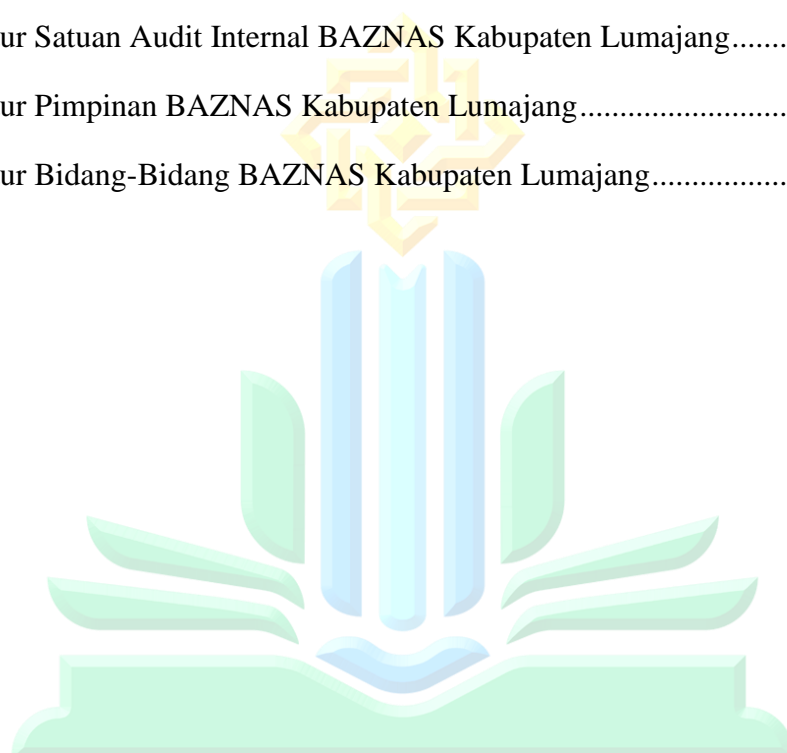 ur Satuan Audit Internal BAZNAS Kabupaten Lumajang.......
ur Pimpinan BAZNAS Kabupaten Lumajang..........................
ur Bidang-Bidang BAZNAS Kabupaten Lumajang.................